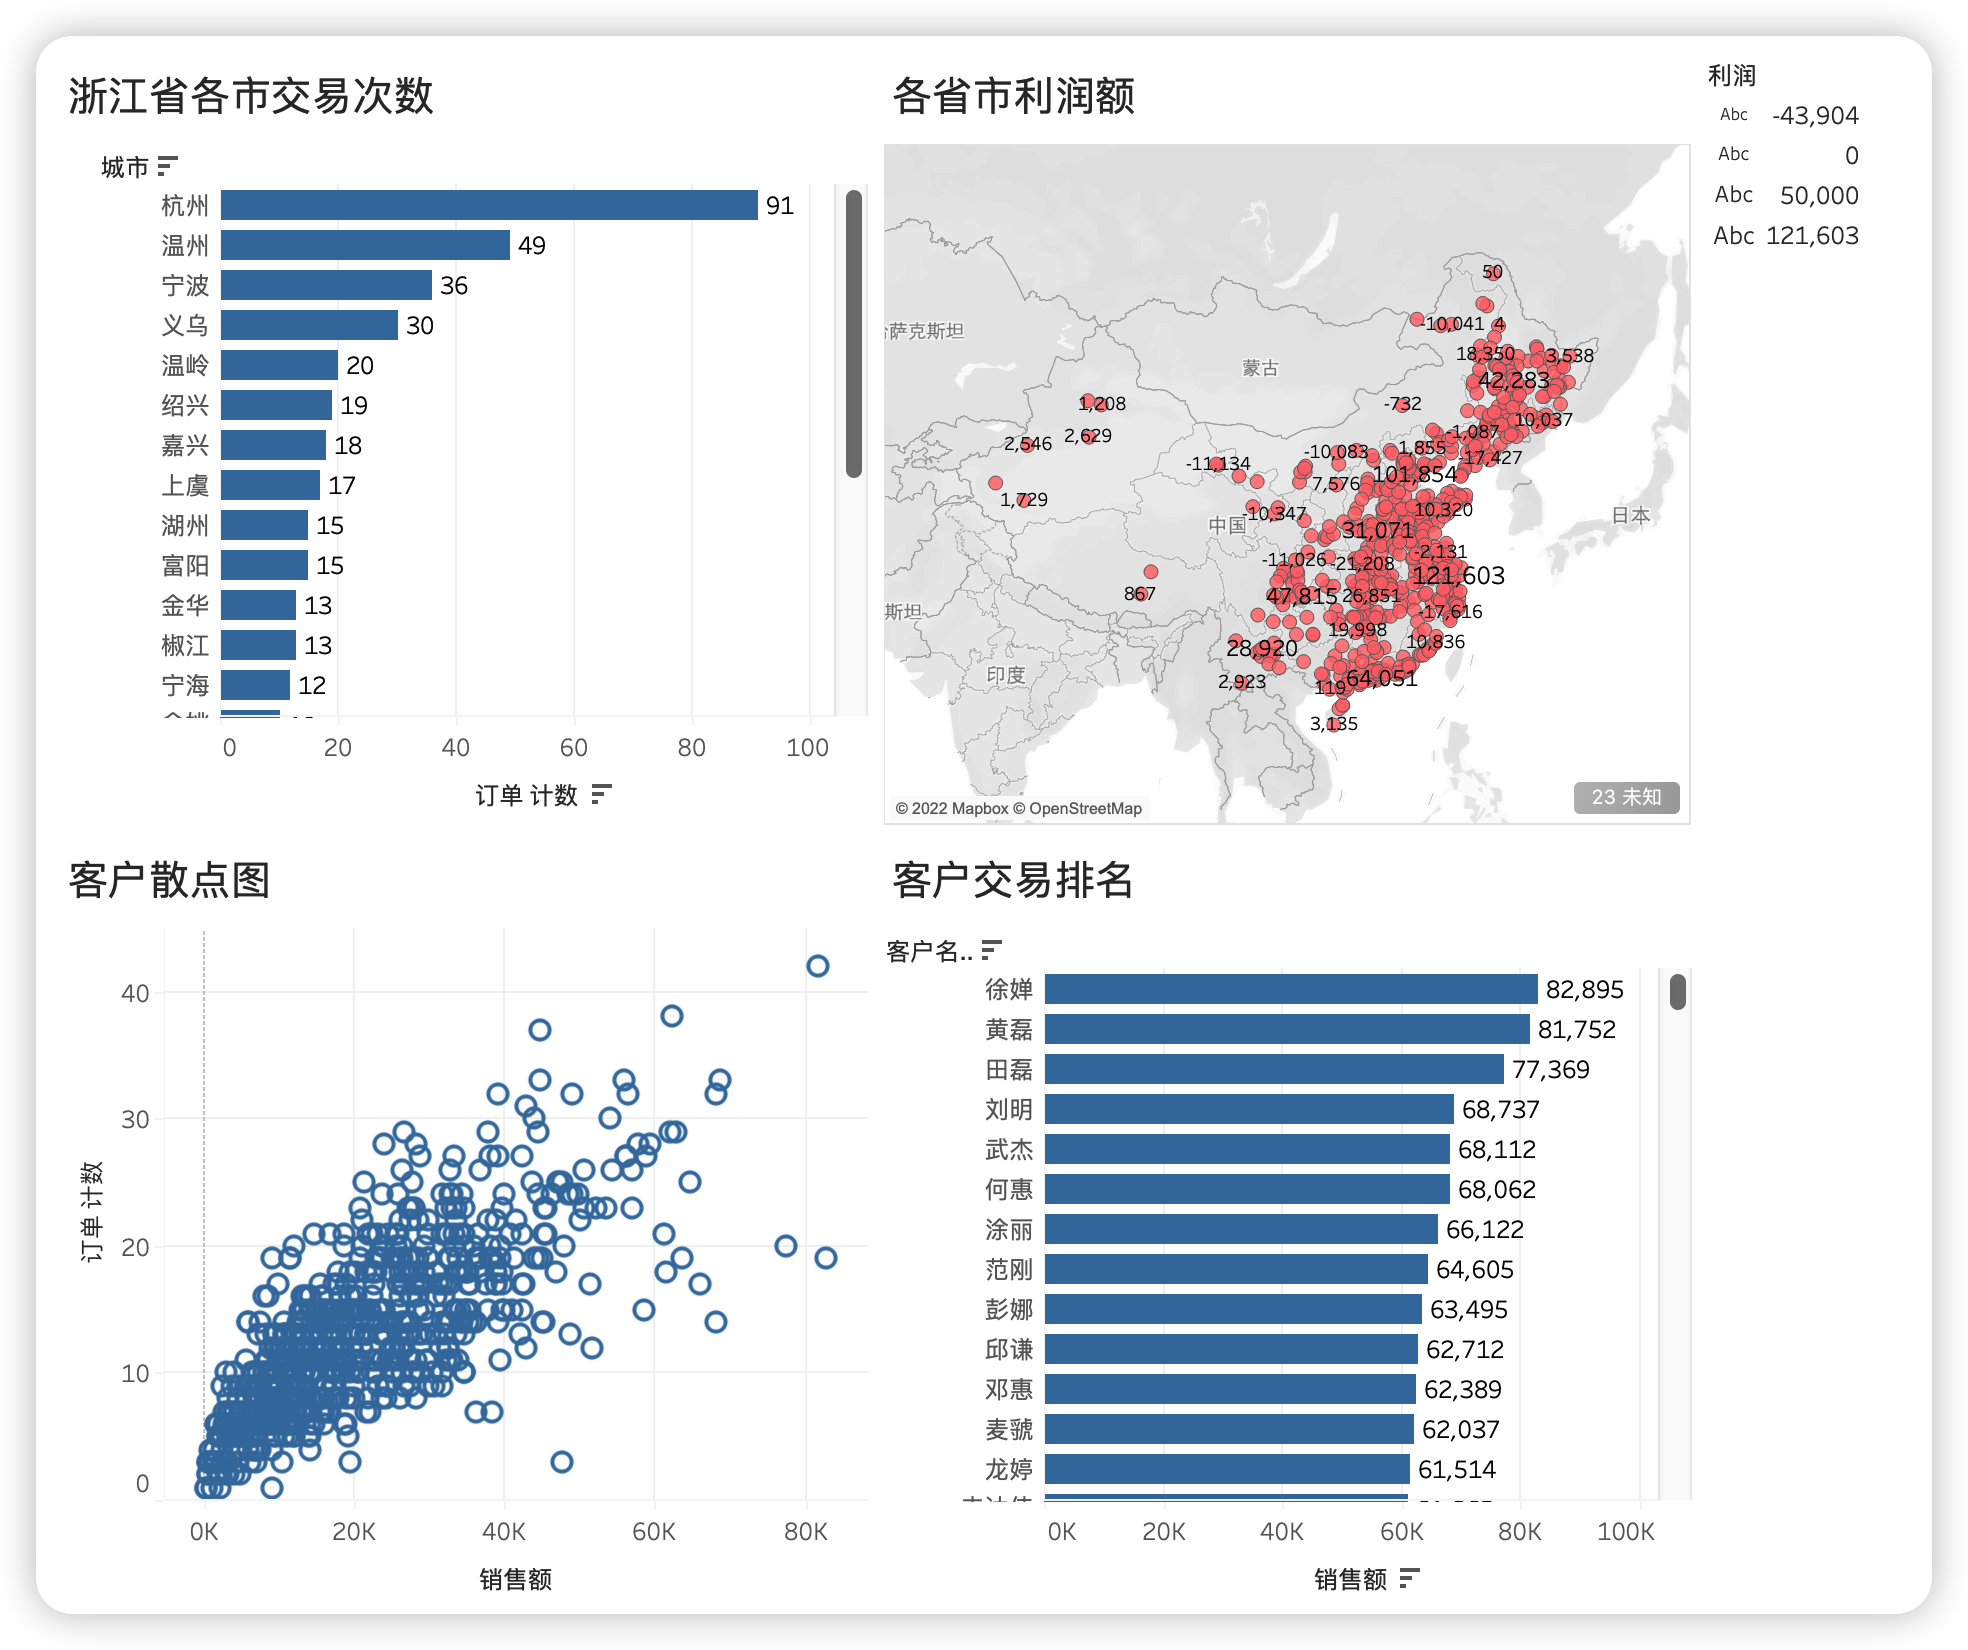 浙江省各市交易次数
城市
杭州 91
温州 49
宁波 36
义乌 30
温岭 20
绍兴 19
嘉兴 18
上虞 17
湖州 15
富阳 15
金华 13
椒江 13
宁海 12
0 20 40 60 80 100
订单 计数
各省市利润额
利润
Abc -43,904
Abc 0
Abc 50,000
Abc 121,603
50
-10,041 4
萨克斯坦
18,350 3,538
蒙古
42,283
1,208 -732
10,037
2,629 -1,087
2,546 -10,083 1,855
-11,134 -17,427
7,576 101,854
1,729 10,320
中国 -10,347 日本
31,071
-2,131
-11,026 -21,208
121,603
867 47,815 26,851
斯坦 -17,616
19,998
28,920 10,836
印度
2,923 119 64,051
3,135
© 2022 Mapbox © OpenStreetMap
23 未知
客户散点图
订单 计数
40
30
20
10
0
0K 20K 40K 60K 80K
销售额
客户交易排名
客户名..
徐婵 82,895
黄磊 81,752
田磊 77,369
刘明 68,737
武杰 68,112
何惠 68,062
涂丽 66,122
范刚 64,605
彭娜 63,495
邱谦 62,712
邓惠 62,389
麦虢 62,037
龙婷 61,514
0K 20K 40K 60K 80K 100K
销售额